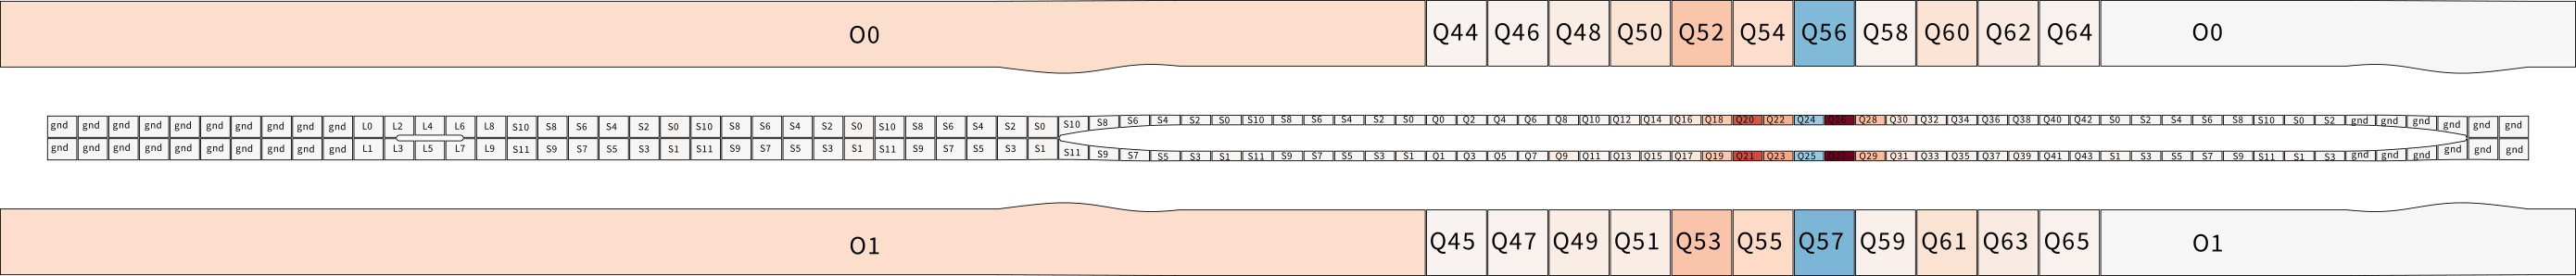 O0 Q44 Q46 Q48 Q50 Q52 Q54 Q56 Q58 Q60 Q62 Q64 O0
gnd gnd gnd gnd gnd gnd gnd gnd gnd gnd L0 L2 L4 L6 L8 S10 S8 S6 S4 S2 S0 S10 S8 S6 S4 S2 S0 S10 S8 S6 S4 S2 S0 S10 S8 S6 S4 S2 S0 S10 S8 S6 S4 S2 S0 Q0 Q2 Q4 Q6 Q8 Q10 Q12 Q14 Q16 Q18 Q20 Q22 Q24 Q26 Q28 Q30 Q32 Q34 Q36 Q38 Q40 Q42 S0 S2 S4 S6 S8 S10 S0 S2 gnd gnd gnd gnd gnd gnd
gnd gnd gnd gnd gnd gnd gnd gnd gnd gnd L1 L3 L5 L7 L9 S11 S9 S7 S5 S3 S1 S11 S9 S7 S5 S3 S1 S11 S9 S7 S5 S3 S1 S11 S9 S7 S5 S3 S1 S11 S9 S7 S5 S3 S1 Q1 Q3 Q5 Q7 Q9 Q11 Q13 Q15 Q17 Q19 Q21 Q23 Q25 Q27 Q29 Q31 Q33 Q35 Q37 Q39 Q41 Q43 S1 S3 S5 S7 S9 S11 S1 S3 gnd gnd gnd gnd gnd gnd
O1 Q45 Q47 Q49 Q51 Q53 Q55 Q57 Q59 Q61 Q63 Q65 O1